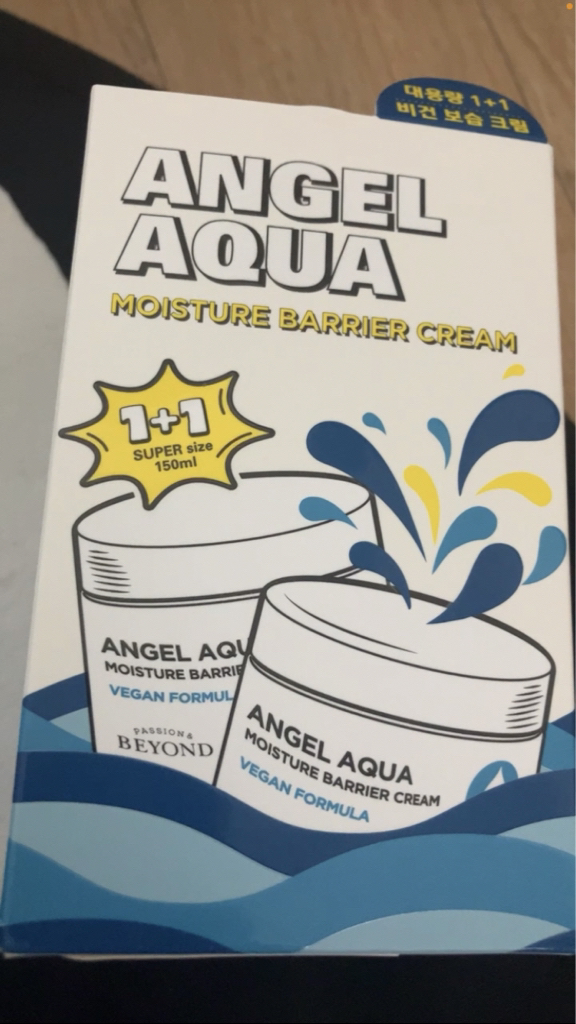 대용량 1+1
비건 보습 크림
ANGEL
AQUA
MOISTURE BARRIER CREAM
1+1
SUPER size
150ml
ANGEL AQU
MOISTURE BARRIE
VEGAN FORMUL
PASSION &
BEYOND
ANGEL AQUA
MOISTURE BARRIER CREAM
VEGAN FORMULA